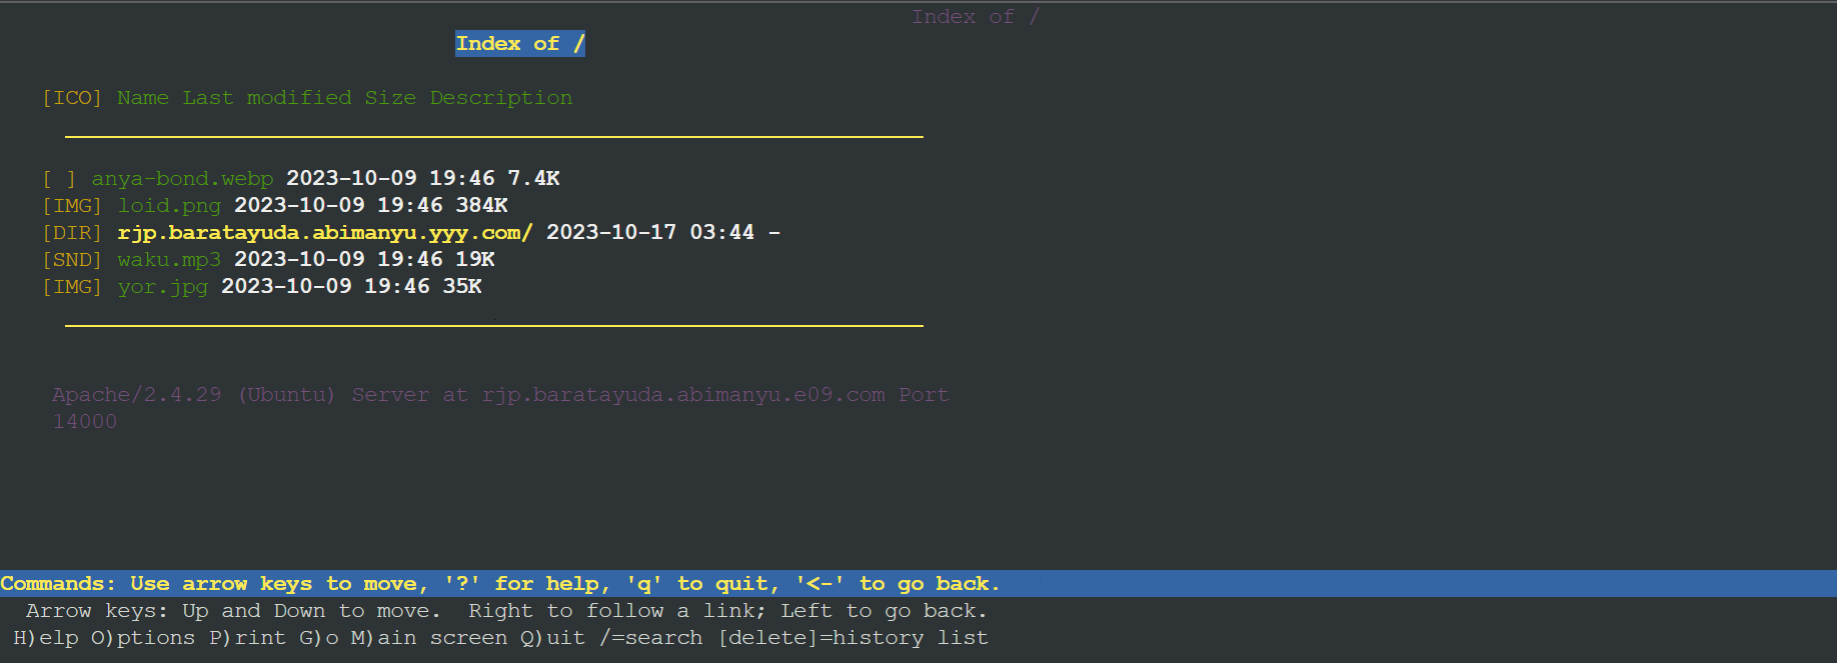 Index of /
Index of /
[ICO] Name Last modified Size Description
[ ] anya-bond.webp 2023-10-09 19:46 7.4K
[IMG] loid.png 2023-10-09 19:46 384K
[DIR] rjp.baratayuda.abimanyu.yyy.com/ 2023-10-17 03:44 -
[SND] waku.mp3 2023-10-09 19:46 19K
[IMG] yor.jpg 2023-10-09 19:46 35K
Apache/2.4.29 (Ubuntu) Server at rjp.baratayuda.abimanyu.e09.com Port
14000
Commands: Use arrow keys to move, '?' for help, 'q' to quit, '<-' to go back.
Arrow keys: Up and Down to move.  Right to follow a link; Left to go back.
H)elp O)ptions P)rint G)o M)ain screen Q)uit /=search [delete]=history list